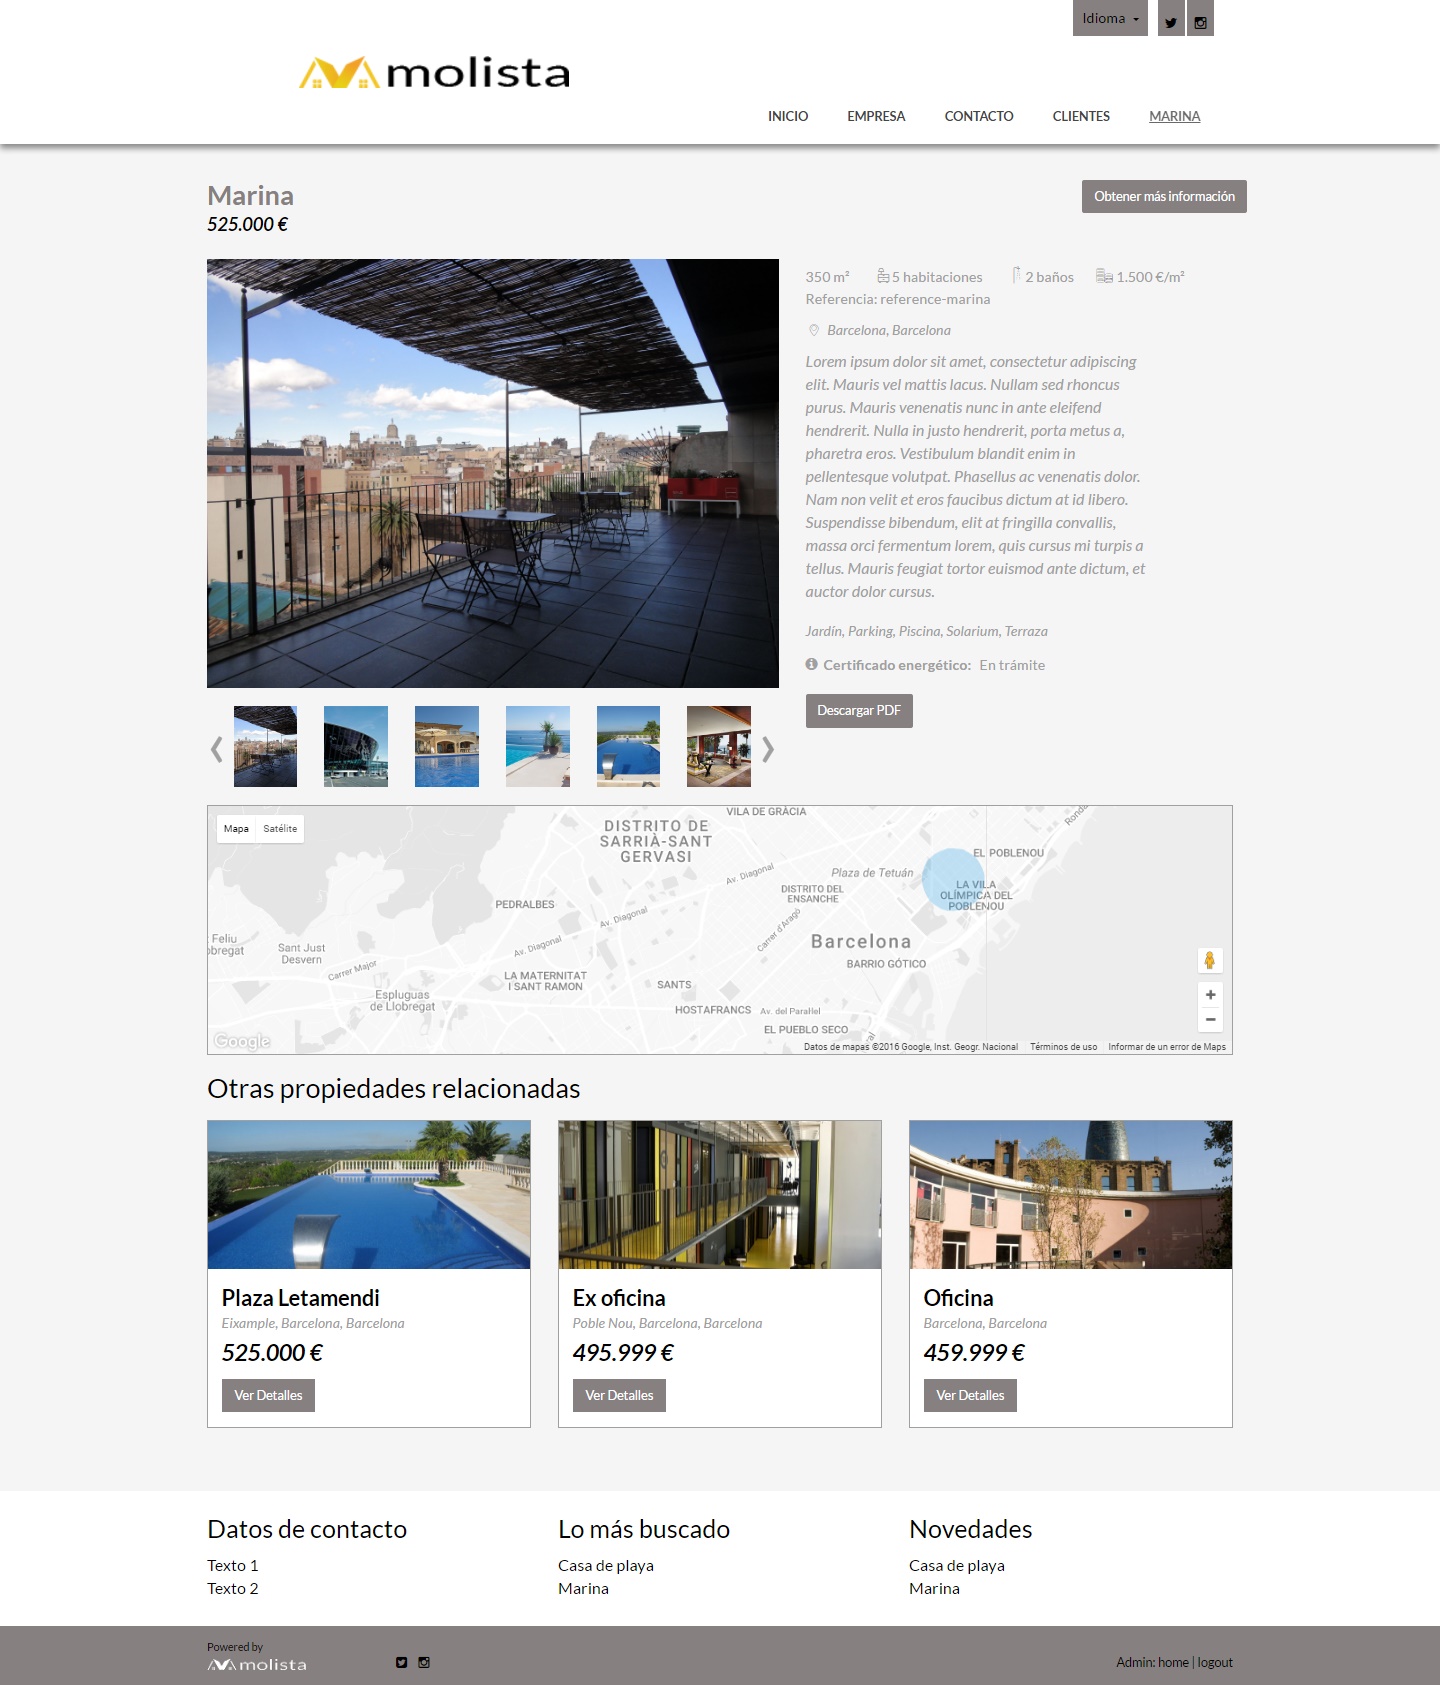 Idioma
molista
INICIO EMPRESA CONTACTO CLIENTES MARINA
Marina
525.000 €
Obtener más información
350 m² 5 habitaciones 2 baños 1.500 €/m²
Referencia: reference-marina
Barcelona, Barcelona
Lorem ipsum dolor sit amet, consectetur adipiscing
elit. Mauris vel mattis lacus. Nullam sed rhoncus
purus. Mauris venenatis nunc in ante eleifend
hendrerit. Nulla in justo hendrerit, porta metus a,
pharetra eros. Vestibulum blandit enim in
pellentesque volutpat. Phasellus ac venenatis dolor.
Nam non velit et eros faucibus dictum at id libero.
Suspendisse bibendum, elit at fringilla convallis,
massa orci fermentum lorem, quis cursus mi turpis a
tellus. Mauris feugiat tortor euismod ante dictum, et
auctor dolor cursus.
Jardín, Parking, Piscina, Solarium, Terraza
Certificado energético: En trámite
Descargar PDF
Mapa Satélite
VILA DE GRÀCIA
Ronda
DISTRITO DE
SARRIÀ-SANT
GERVASI
EL POBLENOU
Av. Diagonal
Plaza de Tetuán
DISTRITO DEL
ENSANCHE
LA VILA
OLÍMPICA DEL
POBLENOU
PEDRALBES
Av. Diagonal
Carrer d'Aragó
Feliu
obregat
Sant Just
Desvern
Av. Diagonal
Barcelona
BARRIO GÓTICO
Carrer Major
LA MATERNITAT
I SANT RAMON
SANTS
Esplugues
de Llobregat
HOSTAFRANCS
Av. del Paral·lel
EL PUEBLO SECO
Google
Datos de mapas ©2016 Google, Inst. Geogr. Nacional Términos de uso Informar de un error de Maps
Otras propiedades relacionadas
Plaza Letamendi
Eixample, Barcelona, Barcelona
525.000 €
Ver Detalles
Ex oficina
Poble Nou, Barcelona, Barcelona
495.999 €
Ver Detalles
Oficina
Barcelona, Barcelona
459.999 €
Ver Detalles
Datos de contacto
Texto 1
Texto 2
Lo más buscado
Casa de playa
Marina
Novedades
Casa de playa
Marina
Powered by
molista
Admin: home | logout